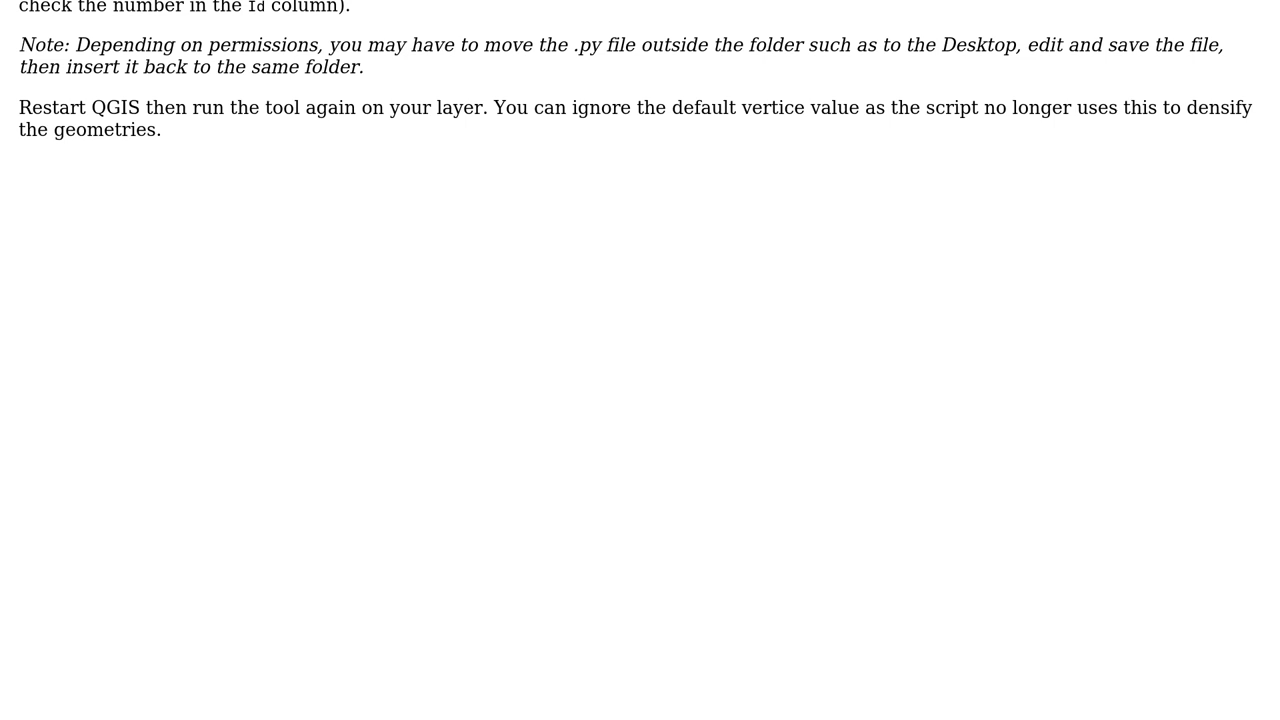 check the number in the Id column).
Note: Depending on permissions, you may have to move the .py file outside the folder such as to the Desktop, edit and save the file,
then insert it back to the same folder.
Restart QGIS then run the tool again on your layer. You can ignore the default vertice value as the script no longer uses this to densify
the geometries.